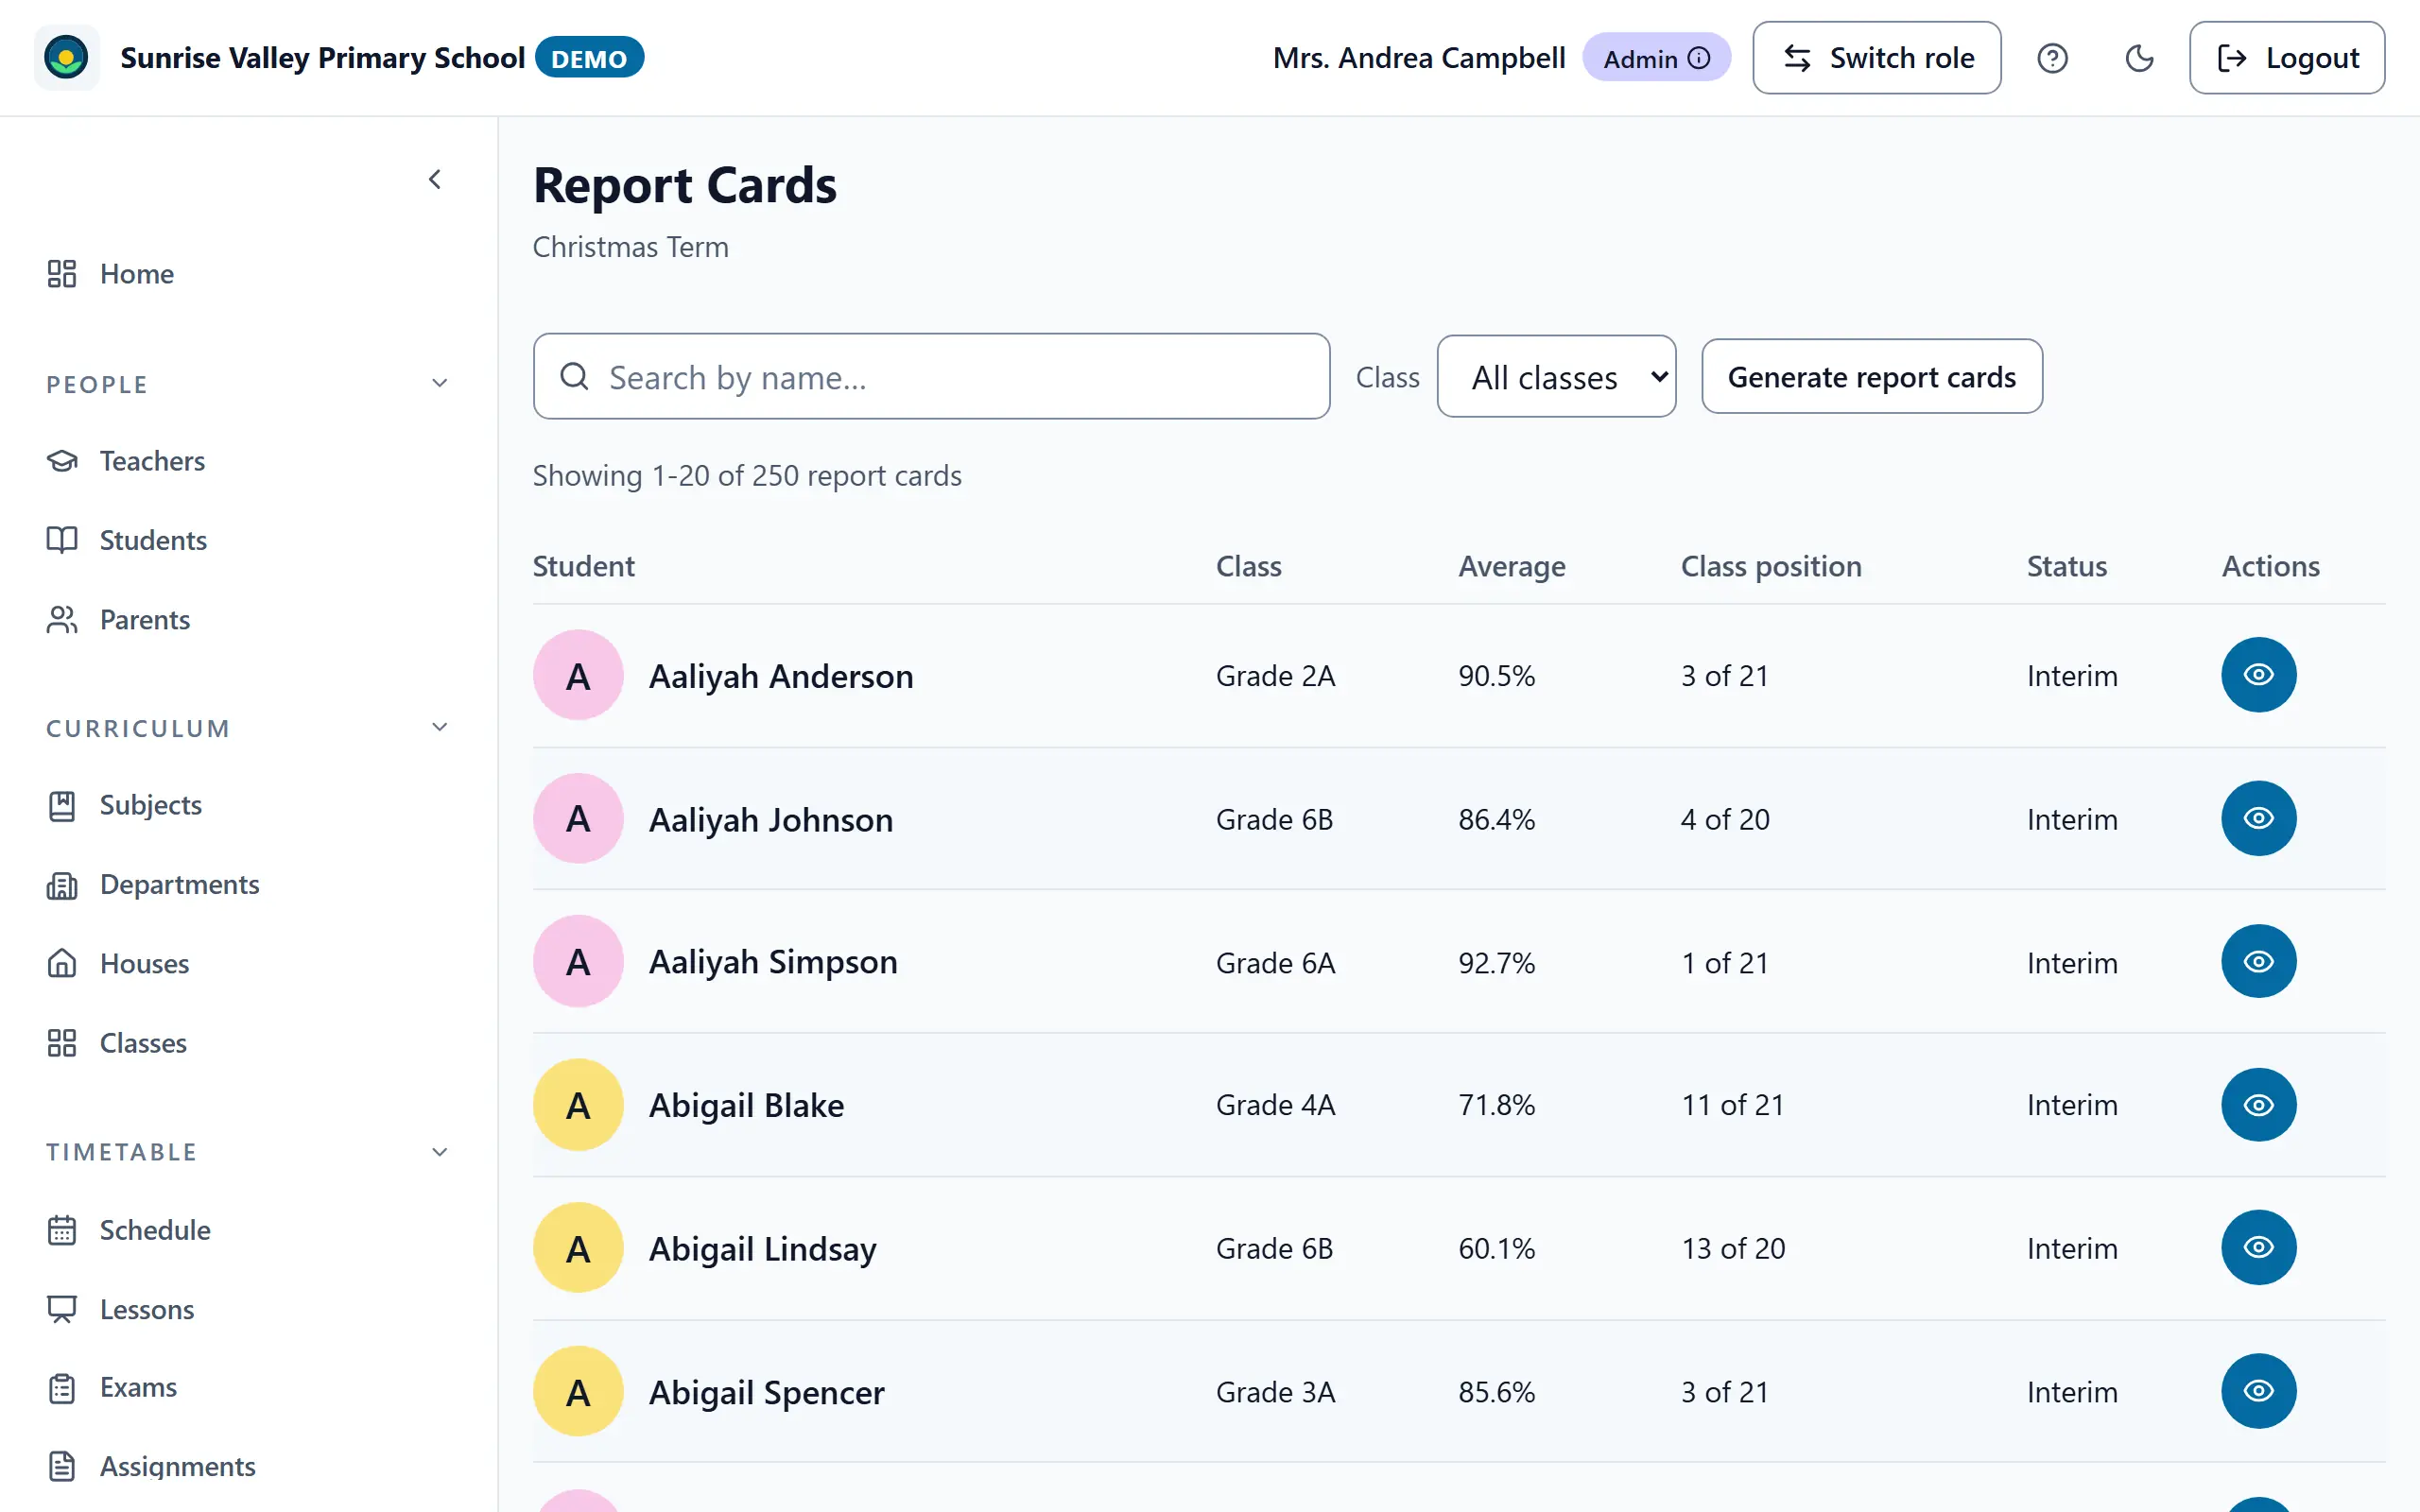 Sunrise Valley Primary School DEMO
Mrs. Andrea Campbell Admin Switch role Logout
Home
PEOPLE
Teachers
Students
Parents
CURRICULUM
Subjects
Departments
Houses
Classes
TIMETABLE
Schedule
Lessons
Exams
Assignments
Report Cards
Christmas Term
Search by name... Class All classes Generate report cards
Showing 1-20 of 250 report cards
Student Class Average Class position Status Actions
A Aaliyah Anderson Grade 2A 90.5% 3 of 21 Interim
A Aaliyah Johnson Grade 6B 86.4% 4 of 20 Interim
A Aaliyah Simpson Grade 6A 92.7% 1 of 21 Interim
A Abigail Blake Grade 4A 71.8% 11 of 21 Interim
A Abigail Lindsay Grade 6B 60.1% 13 of 20 Interim
A Abigail Spencer Grade 3A 85.6% 3 of 21 Interim